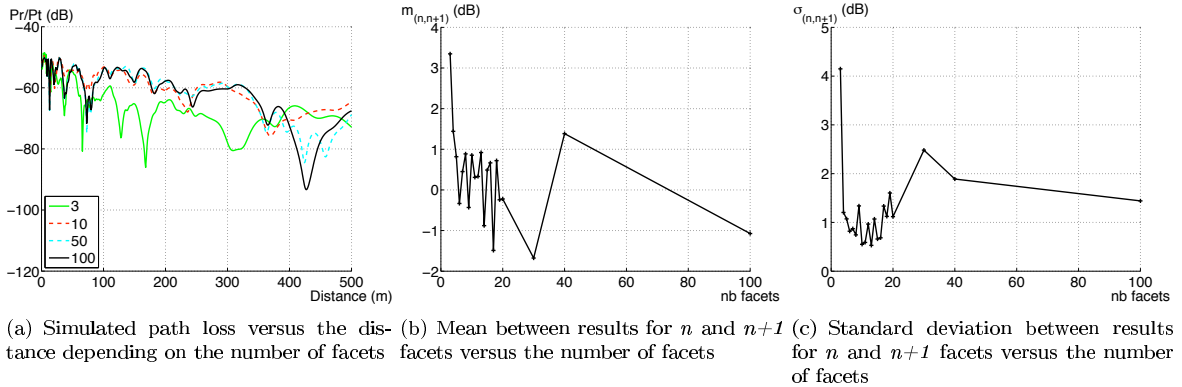 Pr/Pt (dB)
−40
−60
−80
−100
−120
0 100 200 300 400 500
Distance (m)
3
10
50
100
m(n,n+1) (dB)
4
3
2
1
0
−1
−2
0 20 40 60 80 100
nb facets
σ(n,n+1) (dB)
5
4
3
2
1
0
0 20 40 60 80 100
nb facets
(a) Simulated path loss versus the dis-
tance depending on the number of facets
(b) Mean between results for n and n+1
facets versus the number of facets
(c) Standard deviation between results
for n and n+1 facets versus the number
of facets